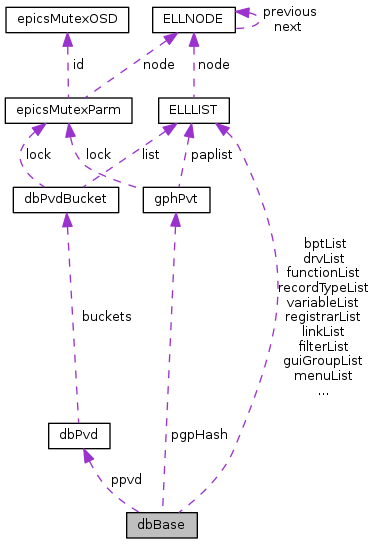 epicsMutexOSD
ELLNODE
previous
next
id
node
node
epicsMutexParm
ELLLIST
lock
lock
list
paplist
dbPvdBucket
gphPvt
bptList
drvList
functionList
recordTypeList
variableList
registrarList
linkList
filterList
guiGroupList
menuList
...
buckets
dbPvd
pgpHash
ppvd
dbBase